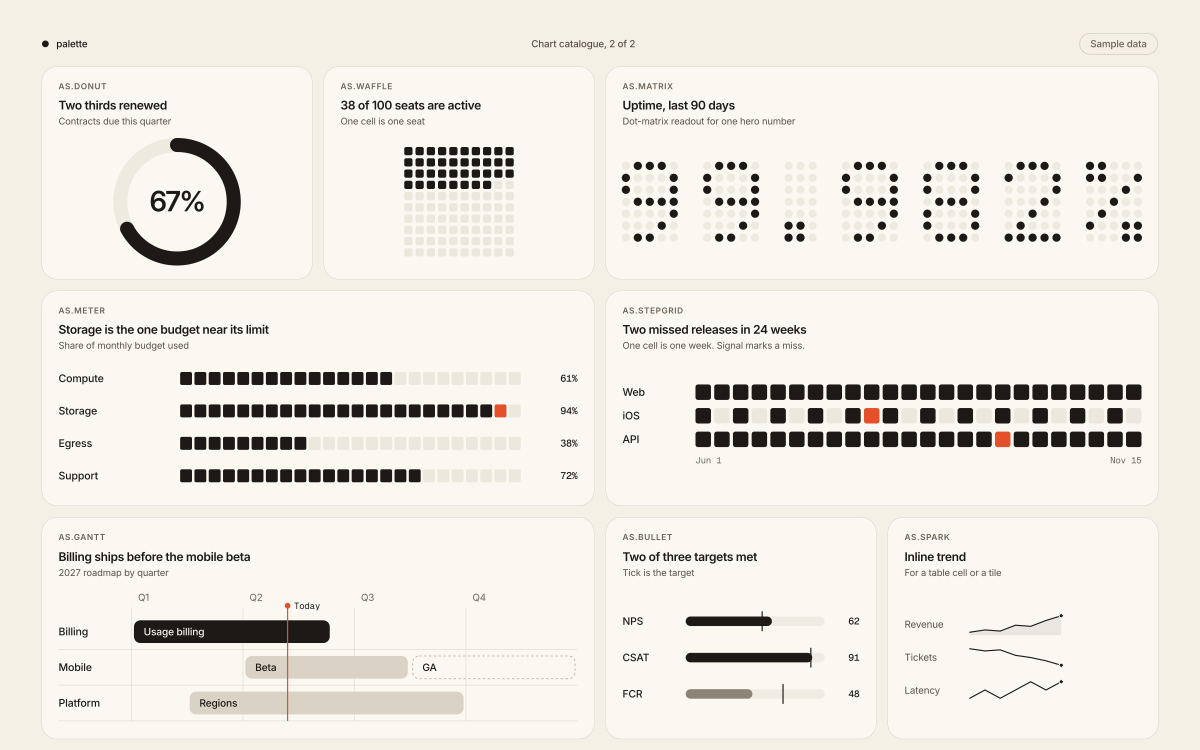 palette
Chart catalogue, 2 of 2
Sample data
AS.DONUT
Two thirds renewed
Contracts due this quarter
67%
AS.WAFFLE
38 of 100 seats are active
One cell is one seat
AS.MATRIX
Uptime, last 90 days
Dot-matrix readout for one hero number
99.982%
AS.METER
Storage is the one budget near its limit
Share of monthly budget used
Compute 61%
Storage 94%
Egress 38%
Support 72%
AS.STEPGRID
Two missed releases in 24 weeks
One cell is one week. Signal marks a miss.
Web
iOS
API
Jun 1 Nov 15
AS.GANTT
Billing ships before the mobile beta
2027 roadmap by quarter
Q1 Q2 Q3 Q4
Today
Billing Usage billing
Mobile Beta GA
Platform Regions
AS.BULLET
Two of three targets met
Tick is the target
NPS 62
CSAT 91
FCR 48
AS.SPARK
Inline trend
For a table cell or a tile
Revenue
Tickets
Latency